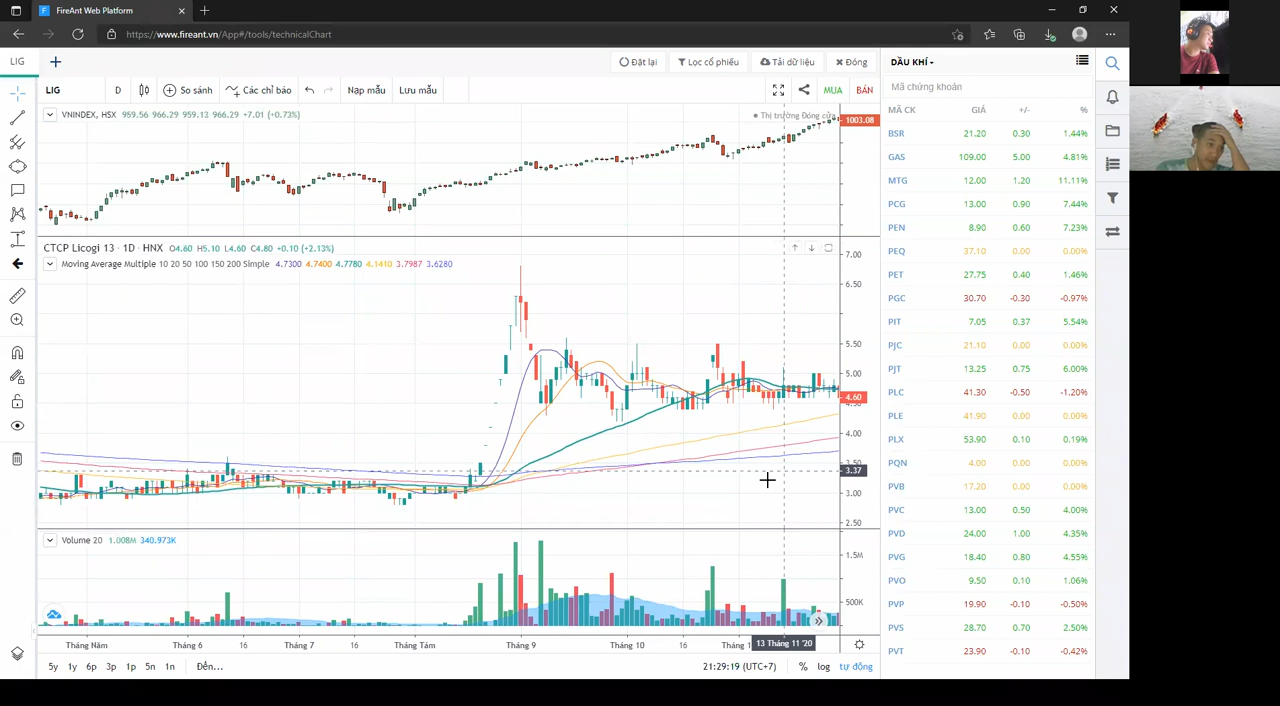 FireAnt Web Platform
https://www.fireant.vn/App#/tools/technicalChart
LIG
Đặt lại
Lọc cổ phiếu
Tải dữ liệu
Đóng
LIG
D
So sánh
Các chỉ báo
Nạp mẫu
Lưu mẫu
MUA
BÁN
VNINDEX, HSX 959.56 966.29 959.13 966.29 +7.01 (+0.73%)
Thị trường Đóng cửa
1003.08
CTCP Licogi 13 · 1D · HNX O4.60 H5.10 L4.60 C4.80 +0.10 (+2.13%)
Moving Average Multiple 10 20 50 100 150 200 Simple 4.7300 4.7400 4.7780 4.1410 3.7987 3.6280
7.00
6.50
5.50
5.00
4.60
4.00
3.37
3.00
2.50
Volume 20 1.008M 340.973K
1.5M
500K
Tháng Năm
Tháng 6
16
Tháng 7
16
Tháng Tám
Tháng 9
Tháng 10
16
13 Tháng 11 '20
5y 1y 6p 3p 1p 5n 1n Đến...
21:29:19 (UTC+7)
% log tự động
DẦU KHÍ
Mã chứng khoán
MÃ CK GIÁ +/- %
BSR 21.20 0.30 1.44%
GAS 109.00 5.00 4.81%
MTG 12.00 1.20 11.11%
PCG 13.00 0.90 7.44%
PEN 8.90 0.60 7.23%
PEQ 37.10 0.00 0.00%
PET 27.75 0.40 1.46%
PGC 30.70 -0.30 -0.97%
PIT 7.05 0.37 5.54%
PJC 21.10 0.00 0.00%
PJT 13.25 0.75 6.00%
PLC 41.30 -0.50 -1.20%
PLE 41.90 0.00 0.00%
PLX 53.90 0.10 0.19%
PQN 4.00 0.00 0.00%
PVB 17.20 0.00 0.00%
PVC 13.00 0.50 4.00%
PVD 24.00 1.00 4.35%
PVG 18.40 0.80 4.55%
PVO 9.50 0.10 1.06%
PVP 19.90 -0.10 -0.50%
PVS 28.70 0.70 2.50%
PVT 23.90 -0.10 -0.42%